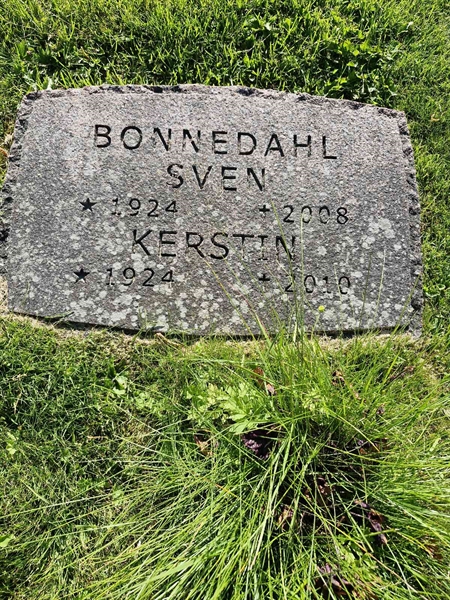 BONNEDAHL
SVEN
★ 1924 + 2008
KERSTIN
★ 1924 + 2010